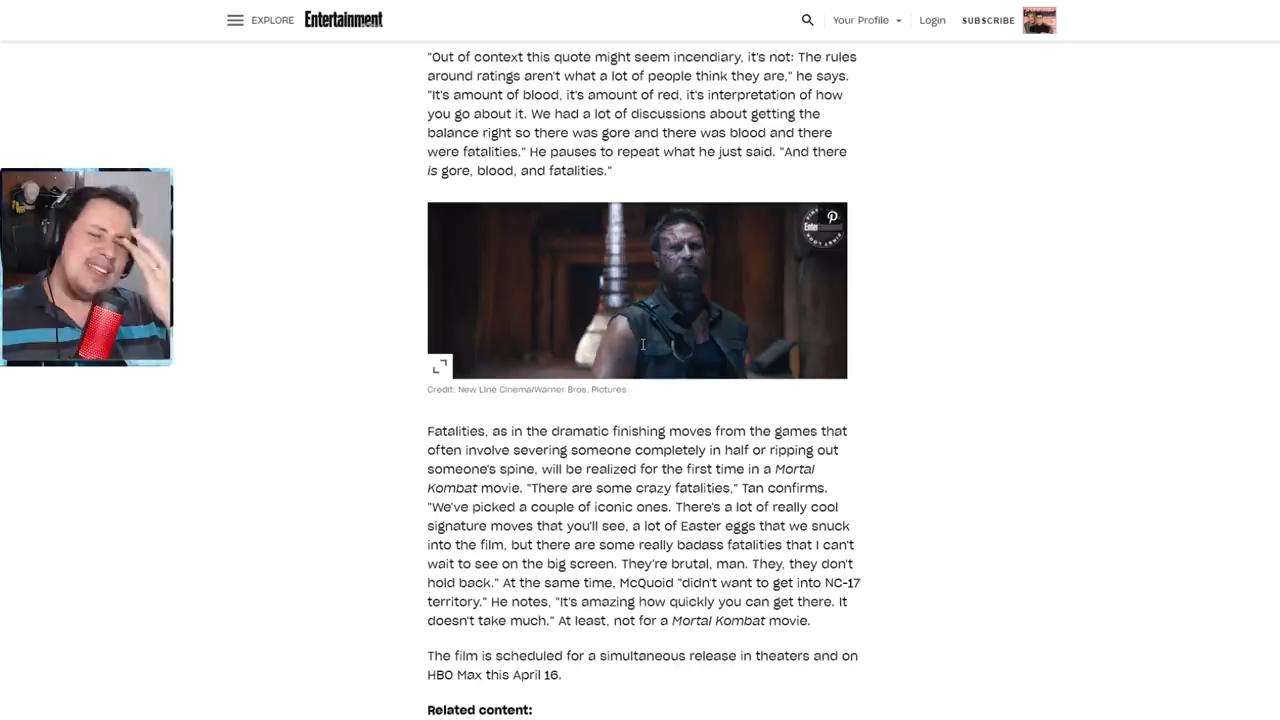 EXPLORE Entertainment Your Profile Login SUBSCRIBE
"Out of context this quote might seem incendiary, it's not: The rules
around ratings aren't what a lot of people think they are," he says.
"It's amount of blood, it's amount of red, it's interpretation of how
you go about it. We had a lot of discussions about getting the
balance right so there was gore and there was blood and there
were fatalities." He pauses to repeat what he just said. "And there
is gore, blood, and fatalities."
Credit: New Line Cinema/Warner Bros. Pictures
Fatalities, as in the dramatic finishing moves from the games that
often involve severing someone completely in half or ripping out
someone's spine, will be realized for the first time in a Mortal
Kombat movie. "There are some crazy fatalities," Tan confirms.
"We've picked a couple of iconic ones. There's a lot of really cool
signature moves that you'll see, a lot of Easter eggs that we snuck
into the film, but there are some really badass fatalities that I can't
wait to see on the big screen. They're brutal, man. They, they don't
hold back." At the same time, McQuoid "didn't want to get into NC-17
territory." He notes, "It's amazing how quickly you can get there. It
doesn't take much." At least, not for a Mortal Kombat movie.
The film is scheduled for a simultaneous release in theaters and on
HBO Max this April 16.
Related content: